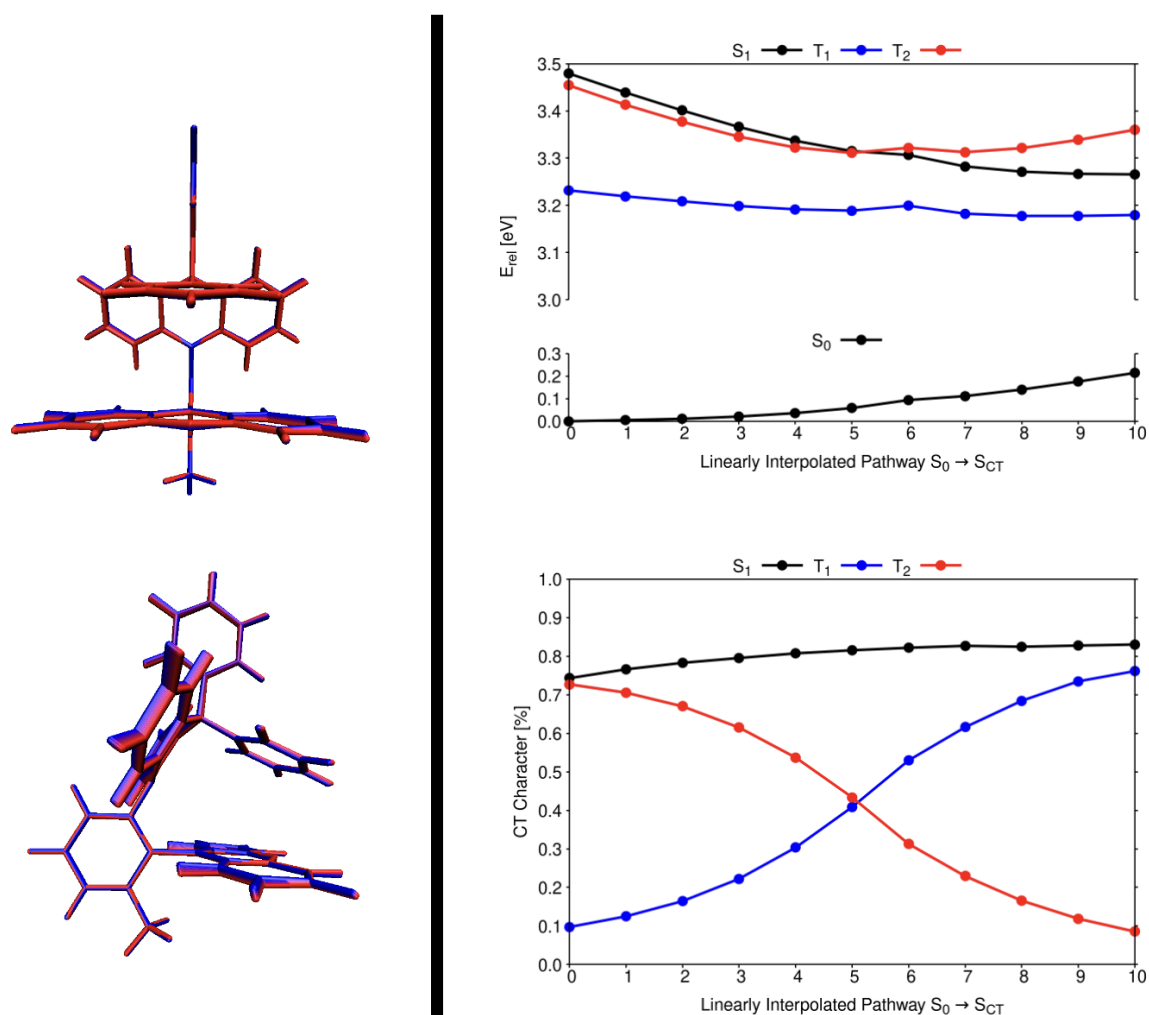 S₁ T₁ T₂
3.5
3.4
3.3
3.2
3.1
3.0
E_rel [eV]
S₀
0.3
0.2
0.1
0.0
0 1 2 3 4 5 6 7 8 9 10
Linearly Interpolated Pathway S₀ → S_CT
S₁ T₁ T₂
1.0
0.9
0.8
0.7
0.6
0.5
0.4
0.3
0.2
0.1
0.0
CT Character [%]
0 1 2 3 4 5 6 7 8 9 10
Linearly Interpolated Pathway S₀ → S_CT